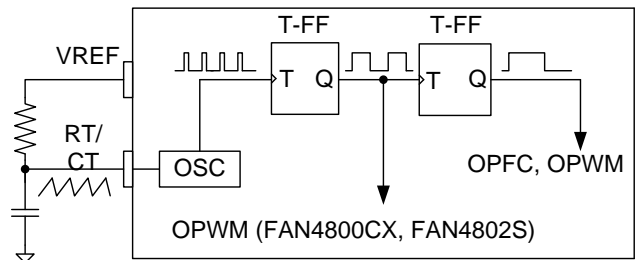 T-FF
T-FF
VREF
T
Q
T
Q
RT/
CT
OSC
OPFC, OPWM
OPWM (FAN4800CX, FAN4802S)